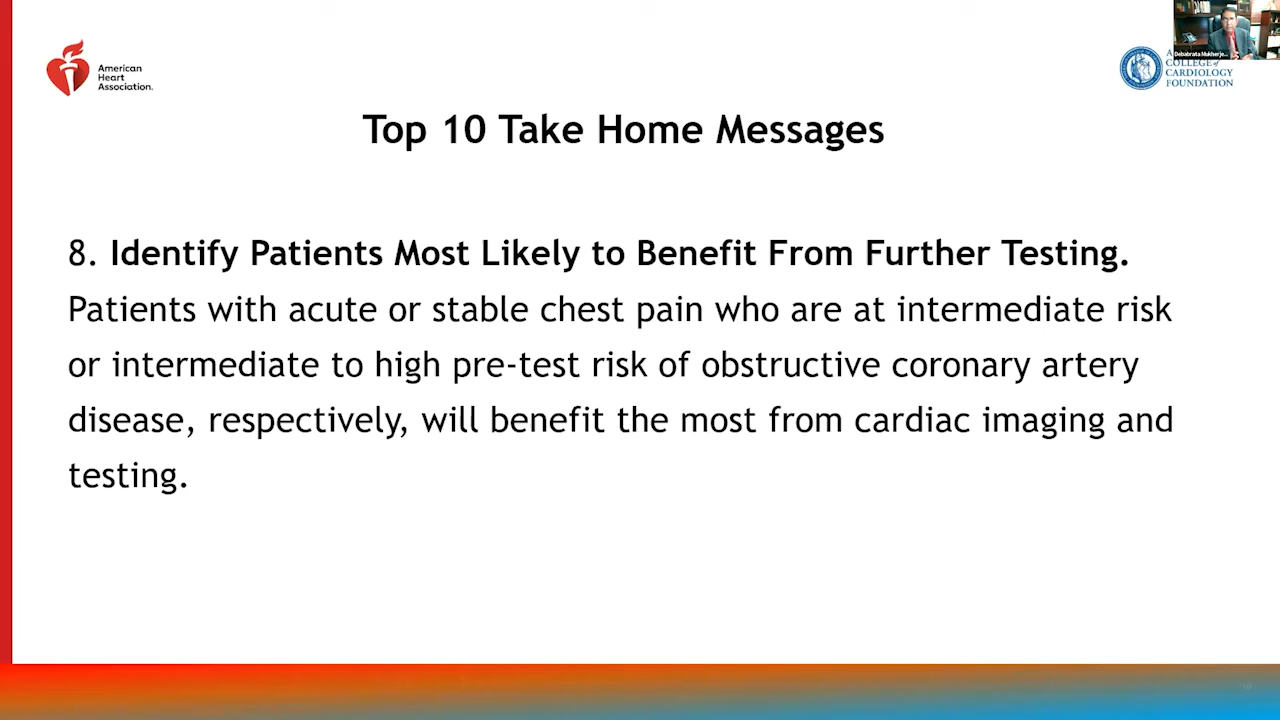 American
Heart
Association.
Debabrata Mukherje...
COLLEGE of
CARDIOLOGY
FOUNDATION
Top 10 Take Home Messages
8. Identify Patients Most Likely to Benefit From Further Testing.
Patients with acute or stable chest pain who are at intermediate risk
or intermediate to high pre-test risk of obstructive coronary artery
disease, respectively, will benefit the most from cardiac imaging and
testing.